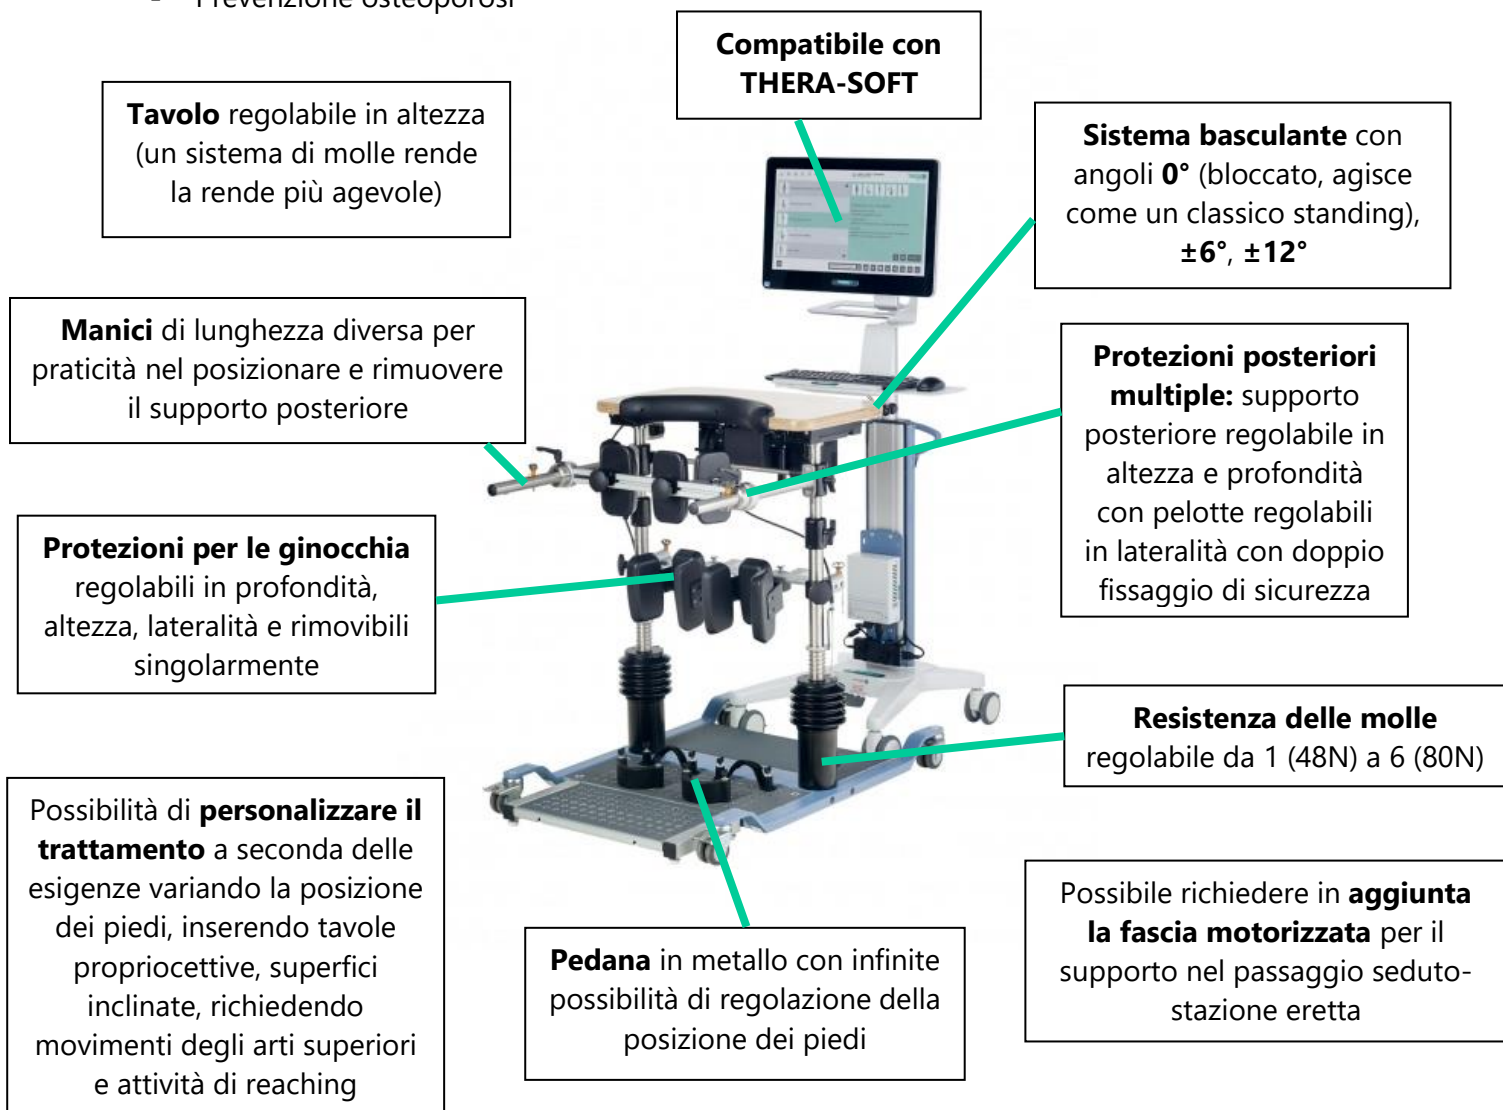 - Prevenzione osteoporosi
Compatibile con
THERA-SOFT
Tavolo regolabile in altezza
(un sistema di molle rende
la rende più agevole)
Sistema basculante con
angoli 0° (bloccato, agisce
come un classico standing),
±6°, ±12°
Manici di lunghezza diversa per
praticità nel posizionare e rimuovere
il supporto posteriore
Protezioni posteriori
multiple: supporto
posteriore regolabile in
altezza e profondità
con pelotte regolabili
in lateralità con doppio
fissaggio di sicurezza
Protezioni per le ginocchia
regolabili in profondità,
altezza, lateralità e rimovibili
singolarmente
Resistenza delle molle
regolabile da 1 (48N) a 6 (80N)
Possibilità di personalizzare il
trattamento a seconda delle
esigenze variando la posizione
dei piedi, inserendo tavole
propriocettive, superfici
inclinate, richiedendo
movimenti degli arti superiori
e attività di reaching
Pedana in metallo con infinite
possibilità di regolazione della
posizione dei piedi
Possibile richiedere in aggiunta
la fascia motorizzata per il
supporto nel passaggio seduto-
stazione eretta